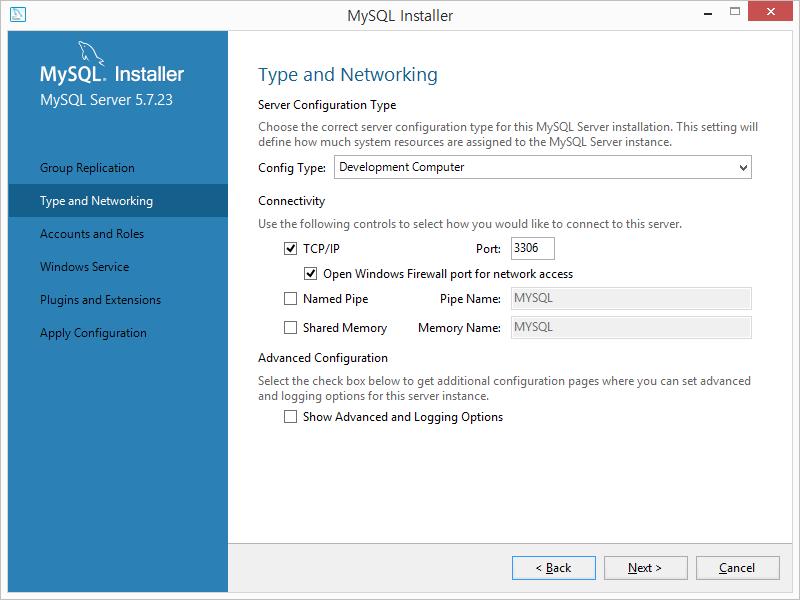 MySQL Installer
MySQL. Installer
MySQL Server 5.7.23
Group Replication
Type and Networking
Accounts and Roles
Windows Service
Plugins and Extensions
Apply Configuration
Type and Networking
Server Configuration Type
Choose the correct server configuration type for this MySQL Server installation. This setting will
define how much system resources are assigned to the MySQL Server instance.
Config Type: Development Computer
Connectivity
Use the following controls to select how you would like to connect to this server.
TCP/IP Port: 3306
Open Windows Firewall port for network access
Named Pipe Pipe Name: MYSQL
Shared Memory Memory Name: MYSQL
Advanced Configuration
Select the check box below to get additional configuration pages where you can set advanced
and logging options for this server instance.
Show Advanced and Logging Options
< Back Next > Cancel